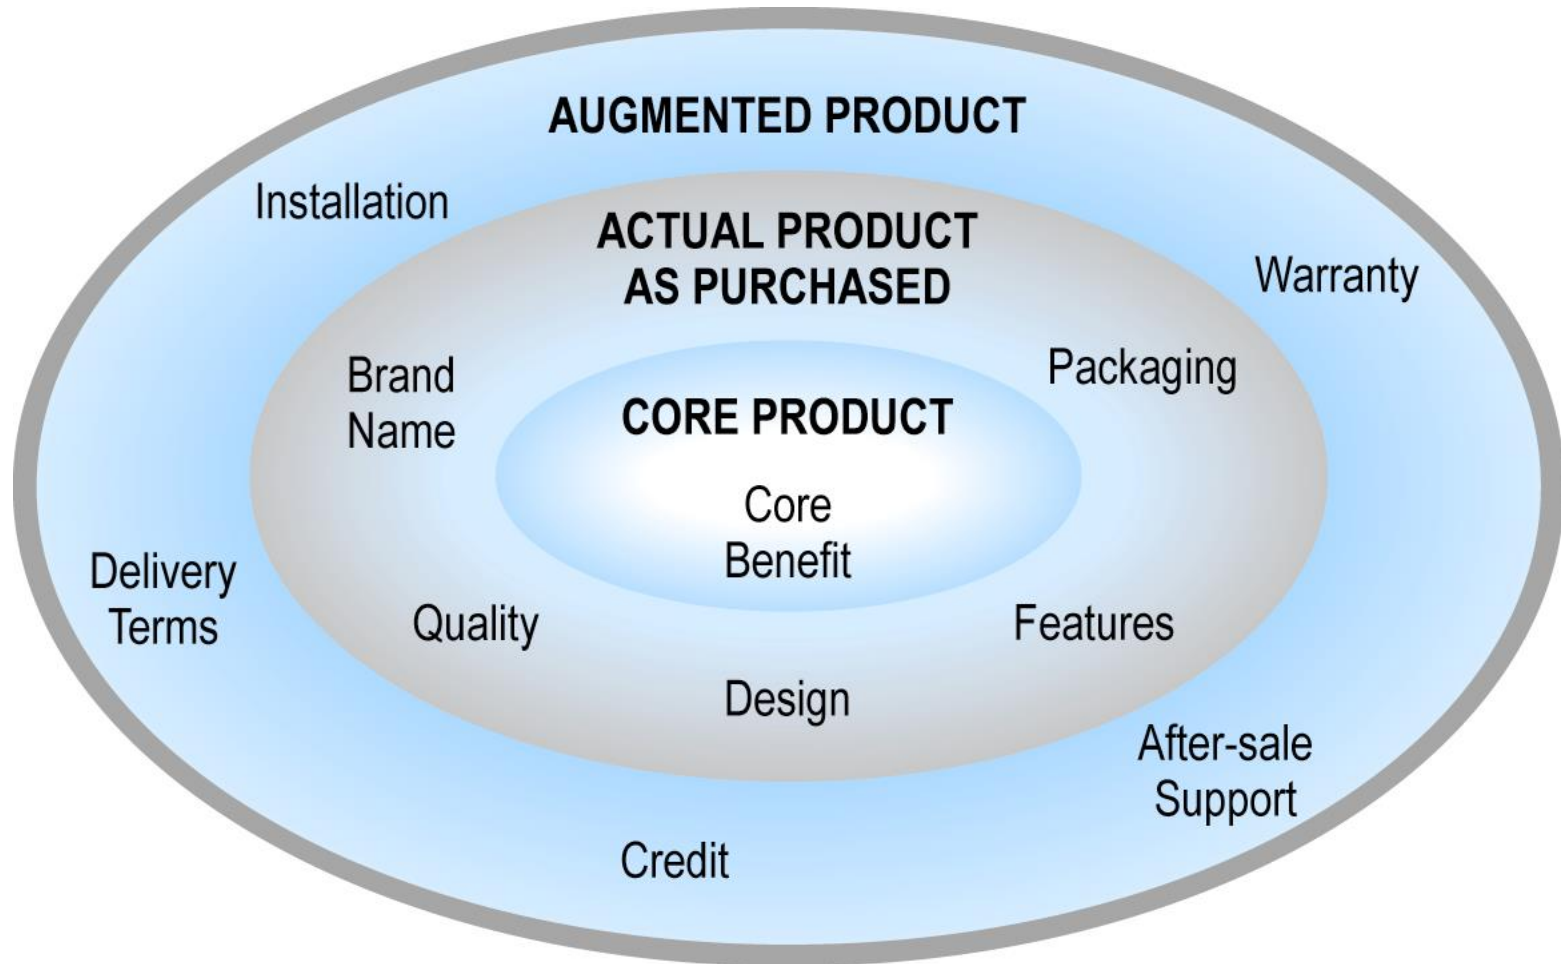 AUGMENTED PRODUCT
Installation
ACTUAL PRODUCT
AS PURCHASED
Warranty
Brand
Name
Packaging
CORE PRODUCT
Core
Benefit
Delivery
Terms
Quality
Features
Design
After-sale
Support
Credit